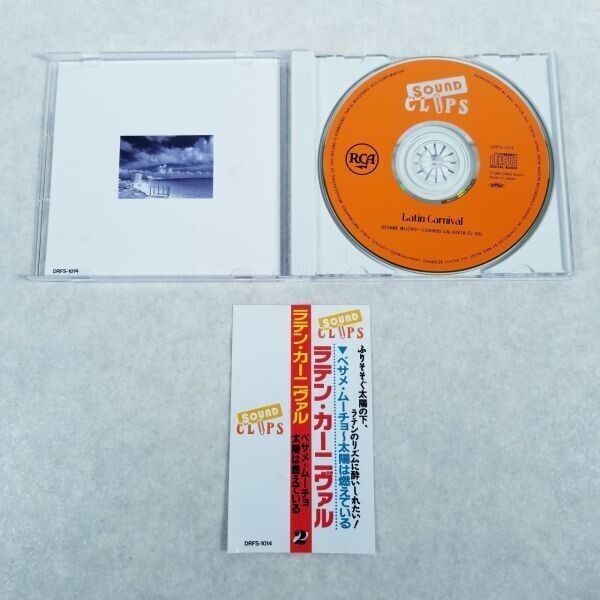 DRFS-1014
SOUND
CLIPS
RCA
DRFS-1014
COMPACT
disc
DIGITAL AUDIO
Latin Carnival
BESAME MUCHO~CUANDO CALIENTA EL SOL
SOUND
CLIPS
DRFS-1014
ラテン・カーニヴァル
ベサメ・ムーチョ
太陽は燃えている
2
SOUND
CLIPS
ふりそそぐ太陽の下、
ラテンのリズムに酔いしれたい!
▼ベサメ・ムーチョ~太陽は燃えている
ラテン・カーニヴァル